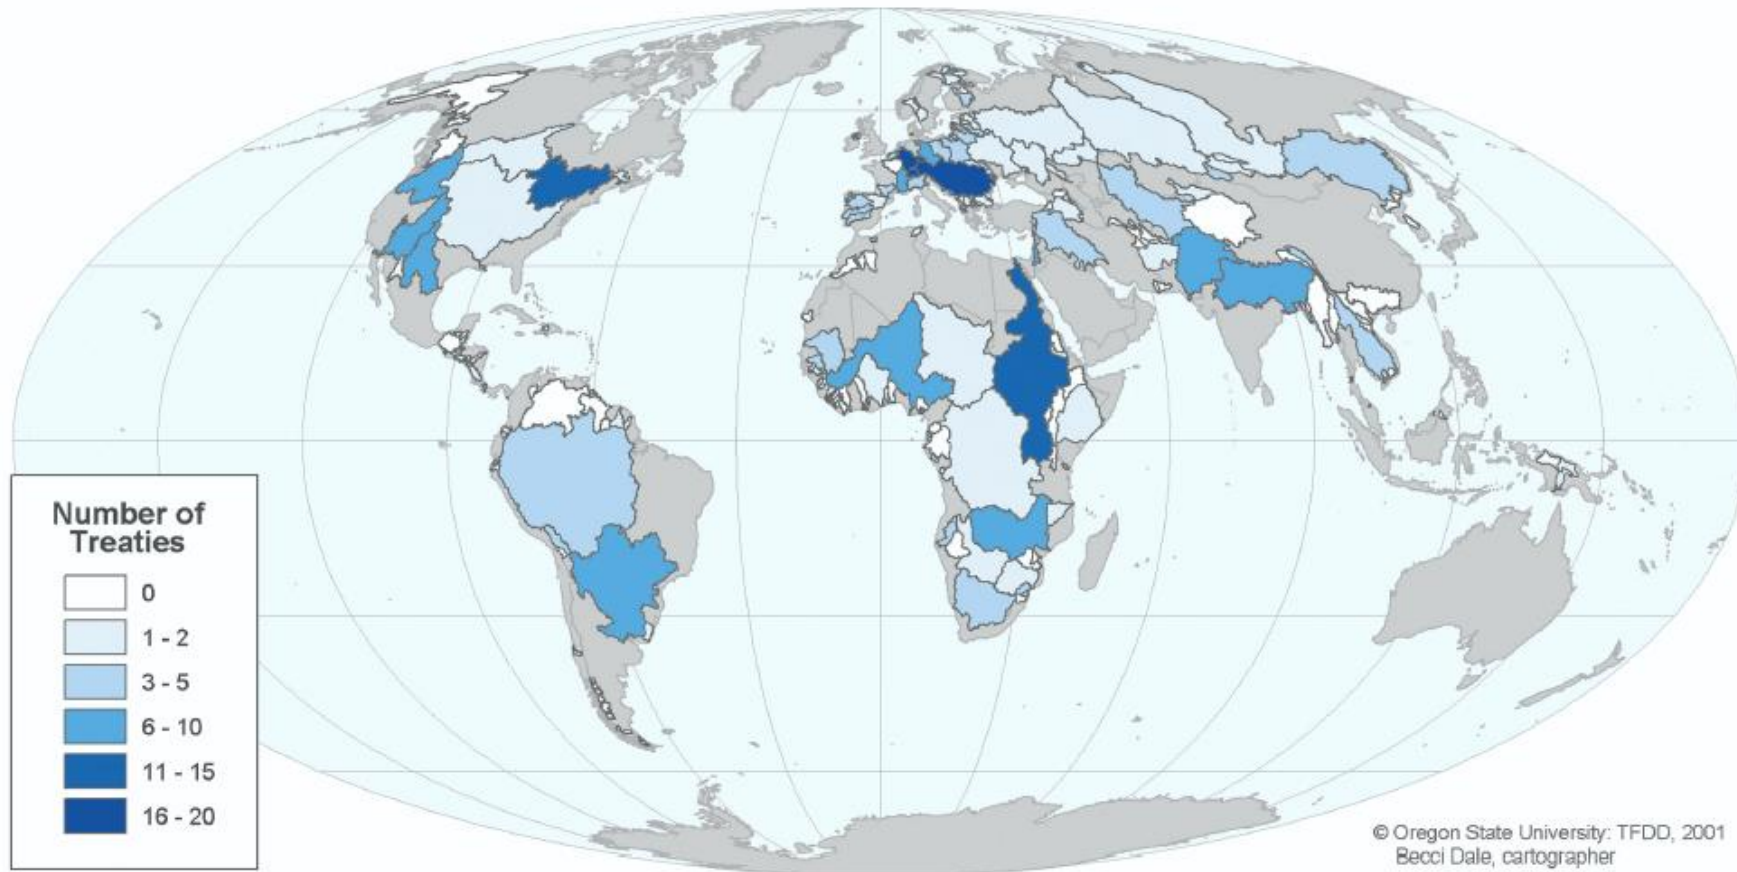 Number of
Treaties
0
1 - 2
3 - 5
6 - 10
11 - 15
16 - 20
© Oregon State University: TFDD, 2001
Becci Dale, cartographer